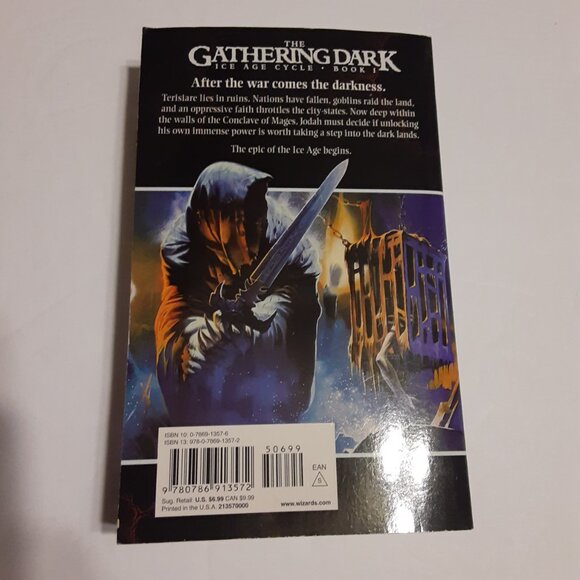 THE
GATHERING DARK
ICE AGE CYCLE • BOOK I
After the war comes the darkness.
Terisiare lies in ruins. Nations have fallen, goblins raid the land,
and an oppressive faith throttles the city-states. Now deep within
the walls of the Conclave of Mages, Jodah must decide if unlocking
his own immense power is worth taking a step into the dark lands.
The epic of the Ice Age begins.
ISBN 10: 0-7869-1357-6
ISBN 13: 978-0-7869-1357-2
50699
EAN
S
9 780786 913572
Sug. Retail: U.S. $6.99 CAN $9.99
Printed in the U.S.A. 213570000
www.wizards.com